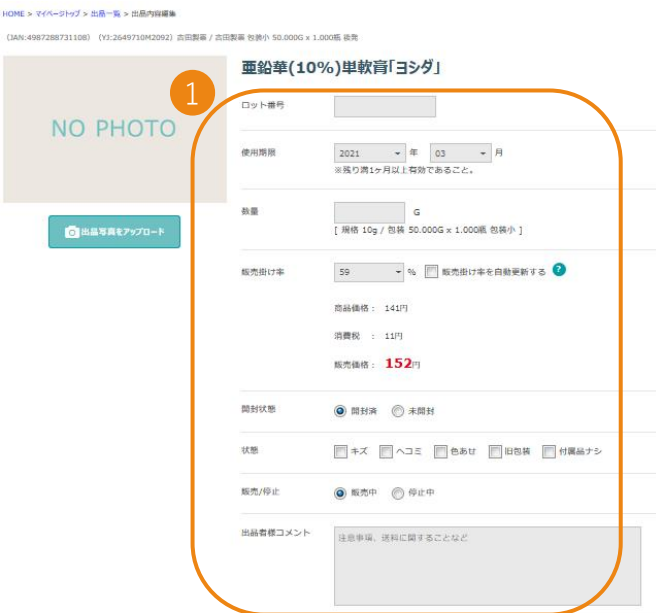 HOME > マイページトップ > 出品一覧 > 出品内容編集
(JAN:4987288731108) (YJ:2649710M2092) 吉田製薬 / 吉田製薬 包装小 50.000G x 1.000瓶 後発
亜鉛華(10%)単軟膏「ヨシダ」
1
NO PHOTO
出品写真をアップロード
ロット番号
使用期限 2021 年 03 月
※残り満1ヶ月以上有効であること。
数量 G
[ 規格 10g / 包装 50.000G x 1.000瓶 包装小 ]
販売掛け率 59 % 販売掛け率を自動更新する ?
商品価格： 141円
消費税 ： 11円
販売価格： 152円
開封状態 開封済 未開封
状態 キズ ヘコミ 色あせ 旧包装 付属品ナシ
販売/停止 販売中 停止中
出品者様コメント 注意事項、送料に関することなど